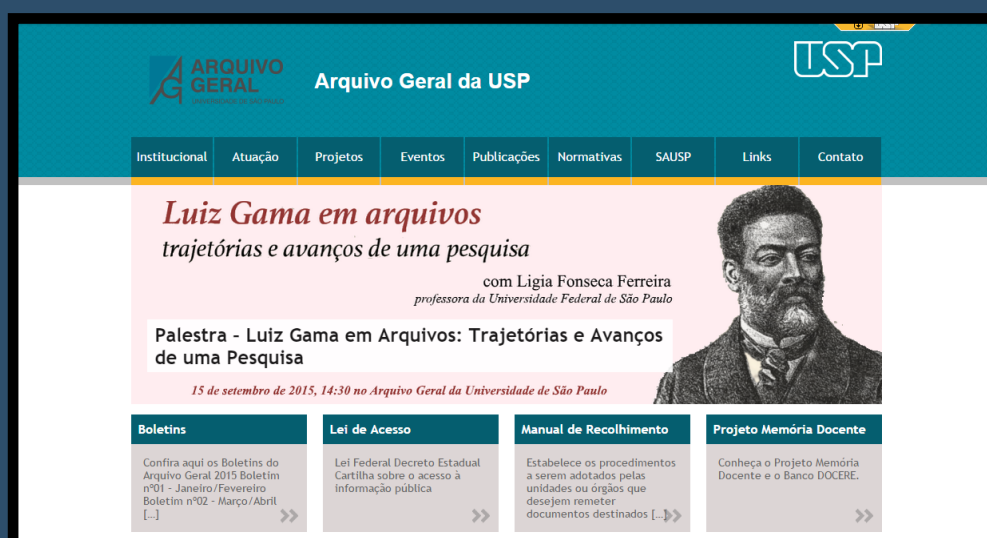 USP
ARQUIVO
GERAL
UNIVERSIDADE DE SÃO PAULO
Arquivo Geral da USP
Institucional Atuação Projetos Eventos Publicações Normativas SAUSP Links Contato
Luiz Gama em arquivos
trajetórias e avanços de uma pesquisa
com Ligia Fonseca Ferreira
professora da Universidade Federal de São Paulo
Palestra – Luiz Gama em Arquivos: Trajetórias e Avanços
de uma Pesquisa
15 de setembro de 2015, 14:30 no Arquivo Geral da Universidade de São Paulo
Boletins
Confira aqui os Boletins do
Arquivo Geral 2015 Boletim
nº01 – Janeiro/Fevereiro
Boletim nº02 – Março/Abril
[...]
Lei de Acesso
Lei Federal Decreto Estadual
Cartilha sobre o acesso à
informação pública
Manual de Recolhimento
Estabelece os procedimentos
a serem adotados pelas
unidades ou órgãos que
desejem remeter
documentos destinados [...]
Projeto Memória Docente
Conheça o Projeto Memória
Docente e o Banco DOCERE.